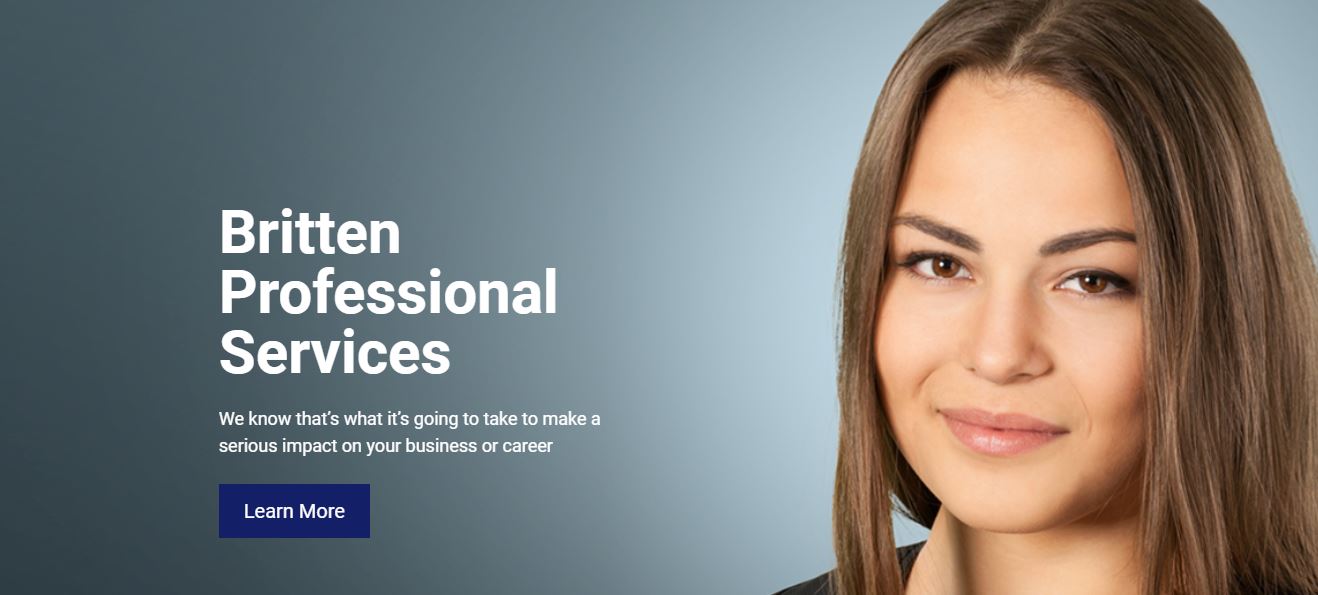 Britten
Professional
Services
We know that’s what it’s going to take to make a
serious impact on your business or career
Learn More